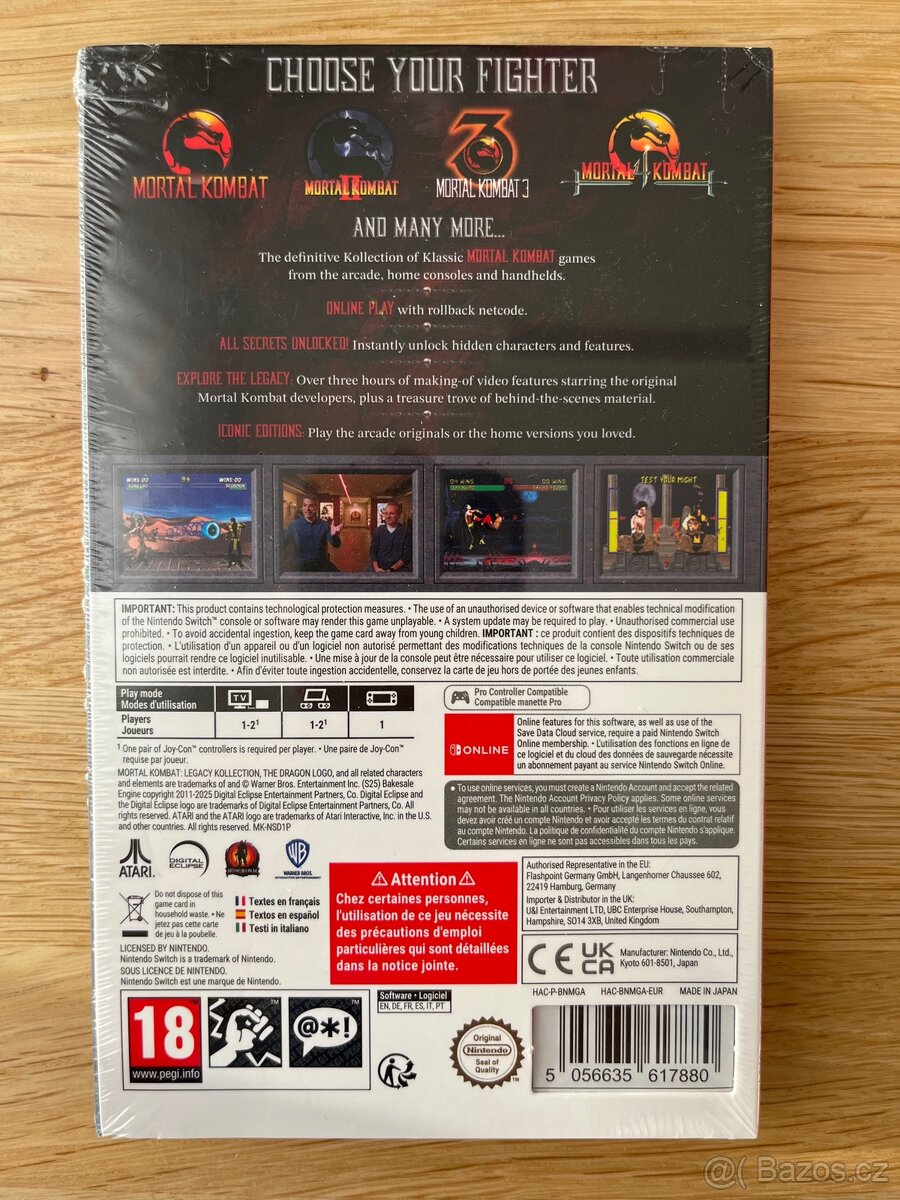 CHOOSE YOUR FIGHTER
MORTAL KOMBAT
MORTAL KOMBAT II
3 MORTAL KOMBAT 3
MORTAL 4 KOMBAT
AND MANY MORE...
The definitive Kollection of Klassic MORTAL KOMBAT games
from the arcade, home consoles and handhelds.
ONLINE PLAY with rollback netcode.
ALL SECRETS UNLOCKED! Instantly unlock hidden characters and features.
EXPLORE THE LEGACY: Over three hours of making-of video features starring the original
Mortal Kombat developers, plus a treasure trove of behind-the-scenes material.
ICONIC EDITIONS: Play the arcade originals or the home versions you loved.
WINS: 00
WINS: 00
SCORPION
04 WINS
00 WINS
TEST YOUR MIGHT
IMPORTANT: This product contains technological protection measures. • The use of an unauthorised device or software that enables technical modification
of the Nintendo Switch™ console or software may render this game unplayable. • A system update may be required to play. • Unauthorised commercial use
prohibited. • To avoid accidental ingestion, keep the game card away from young children. IMPORTANT : ce produit contient des dispositifs techniques de
protection. • L'utilisation d'un appareil ou d'un logiciel non autorisé permettant des modifications techniques de la console Nintendo Switch ou de ses
logiciels pourrait rendre ce logiciel inutilisable. • Une mise à jour de la console peut être nécessaire pour utiliser ce logiciel. • Toute utilisation commerciale
non autorisée est interdite. • Afin d'éviter toute ingestion accidentelle, conservez la carte de jeu hors de portée des jeunes enfants.
Play mode
Modes d'utilisation
TV
Players
Joueurs
1-2¹
1-2¹
1
¹ One pair of Joy-Con™ controllers is required per player. • Une paire de Joy-Con™
requise par joueur.
Pro Controller Compatible
Compatible manette Pro
ONLINE
Online features for this software, as well as use of the
Save Data Cloud service, require a paid Nintendo Switch
Online membership. • L'utilisation des fonctions en ligne de
ce logiciel et du cloud des données de sauvegarde nécessite
un abonnement payant au service Nintendo Switch Online.
MORTAL KOMBAT: LEGACY KOLLECTION, THE DRAGON LOGO, and all related characters
and elements are trademarks of and © Warner Bros. Entertainment Inc. (S25) Bakesale
Engine copyright 2011-2025 Digital Eclipse Entertainment Partners, Co. Digital Eclipse and
the Digital Eclipse logo are trademarks of Digital Eclipse Entertainment Partners, Co. All
rights reserved. ATARI and the ATARI logo are trademarks of Atari Interactive, Inc. in the U.S.
and other countries. All rights reserved. MK-NSD1P
• To use online services, you must create a Nintendo Account and accept the related
agreement. The Nintendo Account Privacy Policy applies. Some online services
may not be available in all countries. • Pour utiliser ces services en ligne, vous
devez avoir créé un compte Nintendo et avoir accepté les termes du contrat relatif
au compte Nintendo. La politique de confidentialité du compte Nintendo s'applique.
Certains services en ligne ne sont pas accessibles dans tous les pays.
ATARI
DIGITAL ECLIPSE
WB
WARNER BROS.
Do not dispose of this
game card in
household waste. • Ne
jetez pas cette carte
de jeu à la poubelle.
Textes en français
Textos en español
Testi in italiano
LICENSED BY NINTENDO.
Nintendo Switch is a trademark of Nintendo.
SOUS LICENCE DE NINTENDO.
Nintendo Switch est une marque de Nintendo.
Attention
Chez certaines personnes,
l'utilisation de ce jeu nécessite
des précautions d'emploi
particulières qui sont détaillées
dans la notice jointe.
Authorised Representative in the EU:
Flashpoint Germany GmbH, Langenhorner Chaussee 602,
22419 Hamburg, Germany
Importer & Distributor in the UK:
U&I Entertainment LTD, UBC Enterprise House, Southampton,
Hampshire, SO14 3XB, United Kingdom
CE UK CA
Manufacturer: Nintendo Co., Ltd.,
Kyoto 601-8501, Japan
HAC-P-BNMGA HAC-BNMGA-EUR MADE IN JAPAN
18
www.pegi.info
@*!
Software • Logiciel
EN, DE, FR, ES, IT, PT
Original
Nintendo
Seal of
Quality
5 056635 617880
@( Bazos.cz